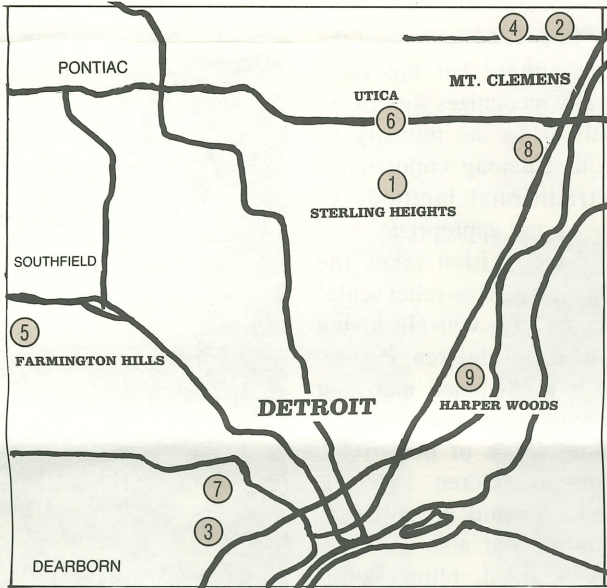 4 2
PONTIAC
MT. CLEMENS
UTICA
6
8
1
STERLING HEIGHTS
SOUTHFIELD
5
FARMINGTON HILLS
9
DETROIT
HARPER WOODS
7
3
DEARBORN